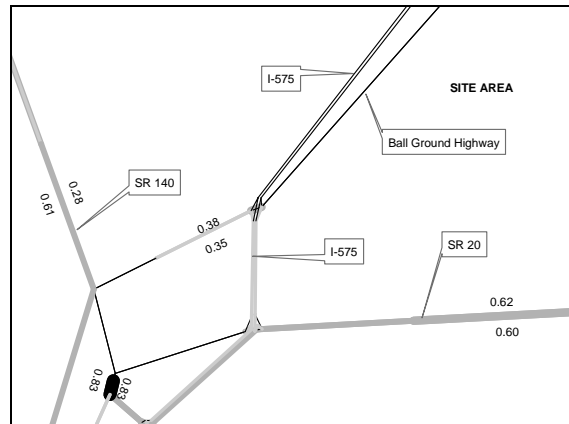 I-575
SITE AREA
Ball Ground Highway
SR 140
0.28
0.61
0.38
0.35
I-575
SR 20
0.62
0.60
0.83
0.83